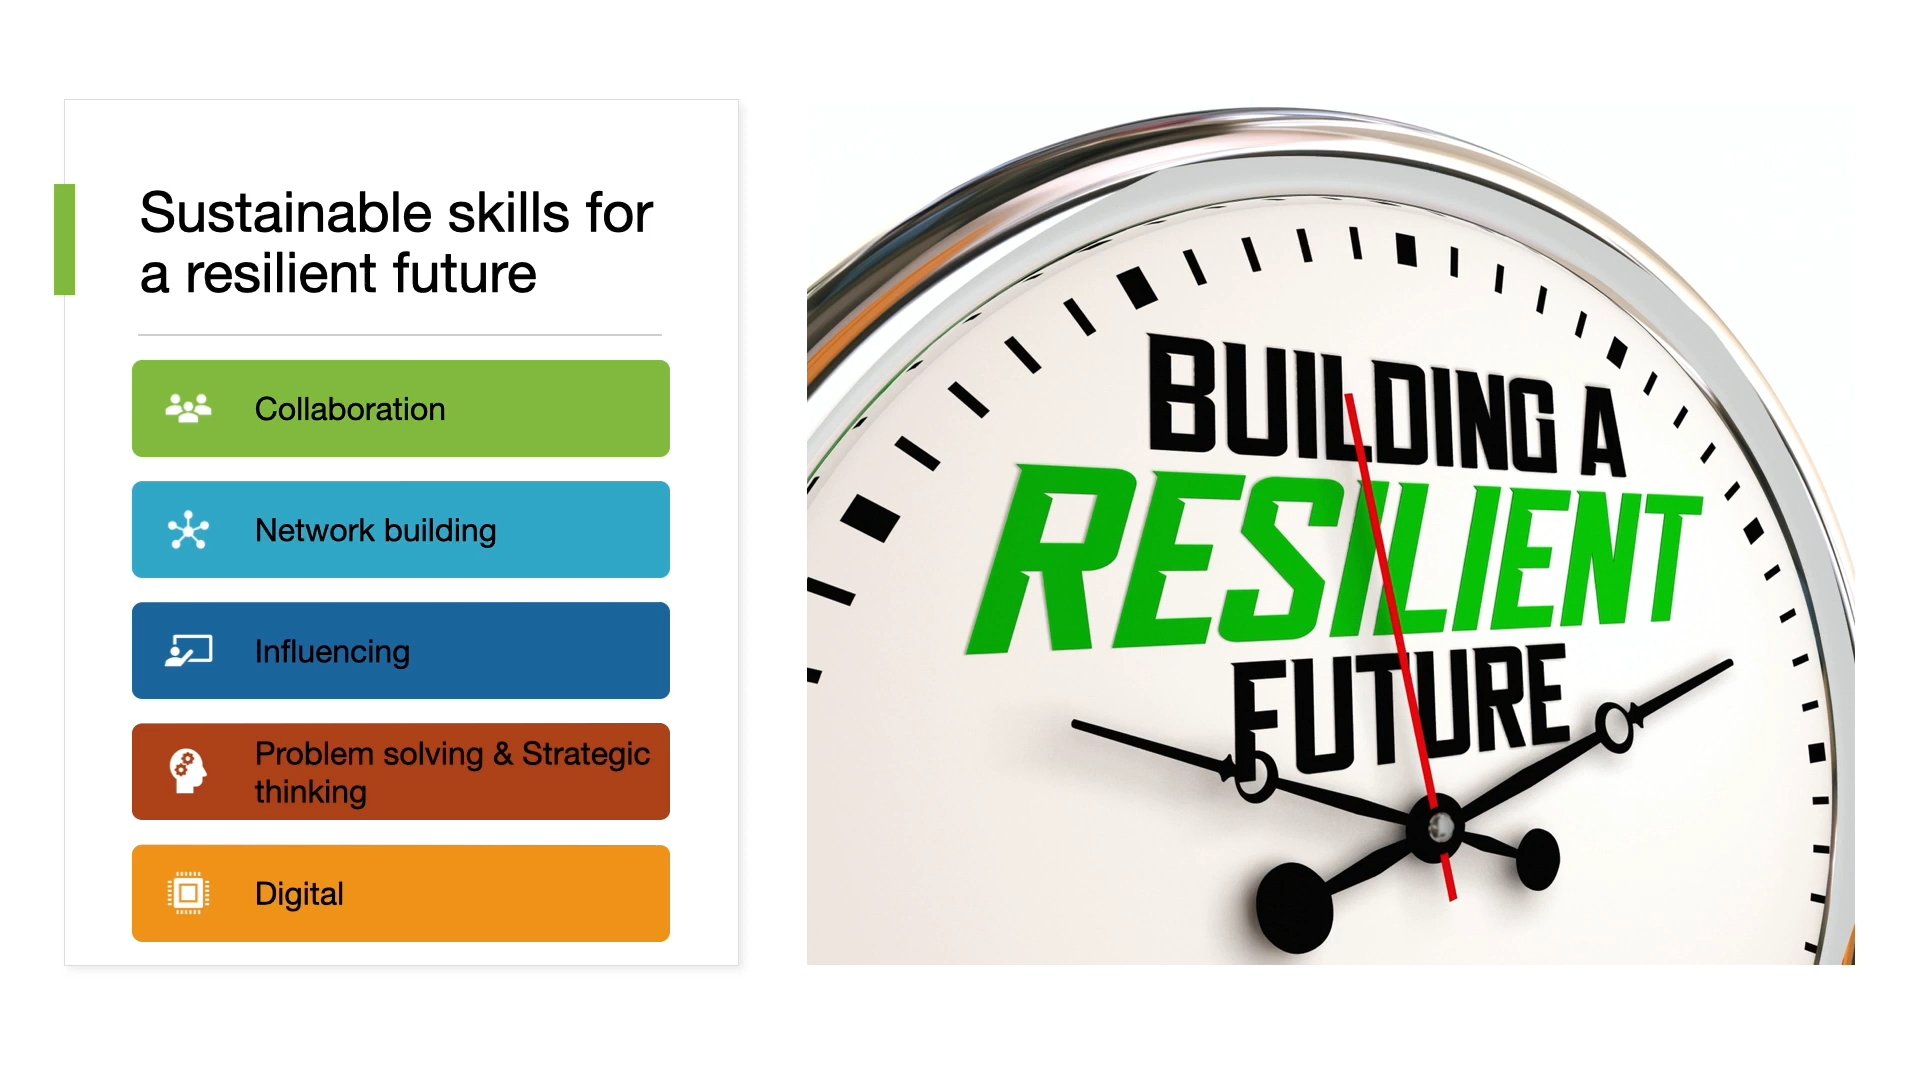 Sustainable skills for
a resilient future
Collaboration
Network building
Influencing
Problem solving & Strategic
thinking
Digital
BUILDING A
RESILIENT
FUTURE